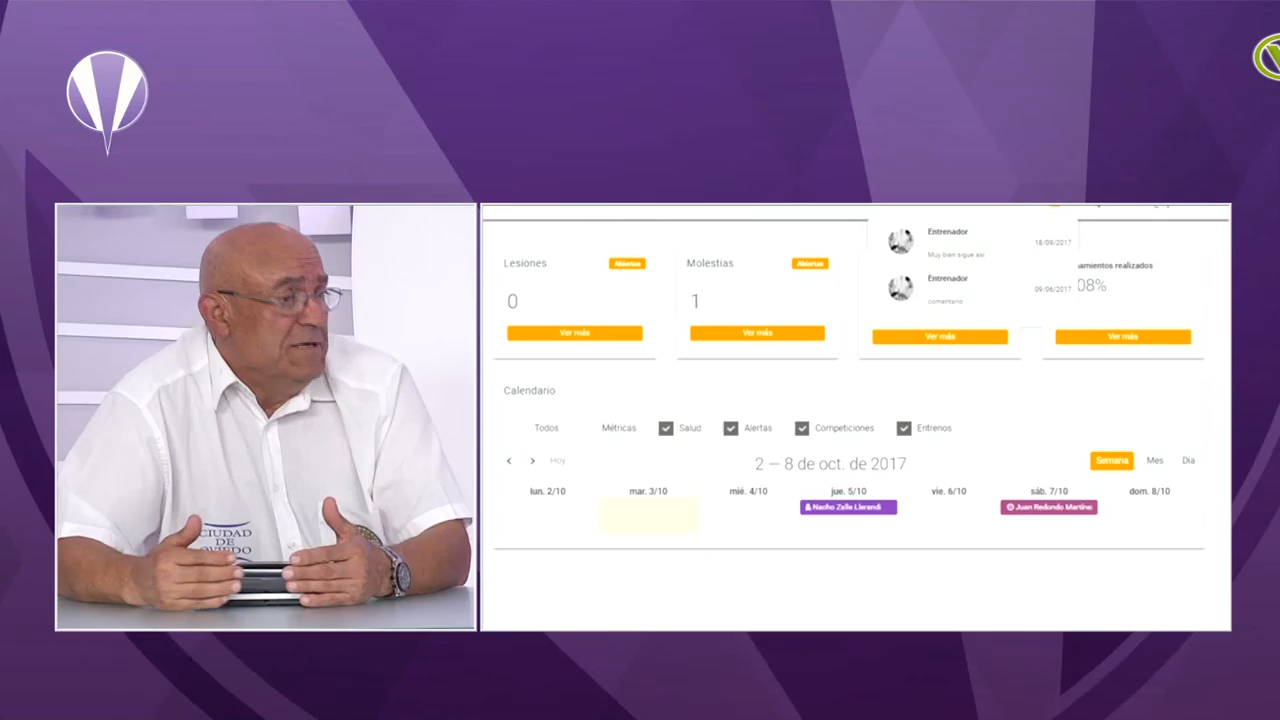 CIUDAD
DE
OVIEDO
Entrenador
18/09/2017
Muy bien sigue así
Entrenador
09/06/2017
comentario
Lesiones
Abiertas
0
Ver más
Molestias
Abiertas
1
Ver más
Ver más
amientos realizados
08%
Ver más
Calendario
Todos
Métricas
Salud
Alertas
Competiciones
Entrenos
Hoy
2 — 8 de oct. de 2017
Semana
Mes
Día
lun. 2/10
mar. 3/10
mié. 4/10
jue. 5/10
vie. 6/10
sáb. 7/10
dom. 8/10
Nacho Zalle Llerandi
Juan Redondo Martínez